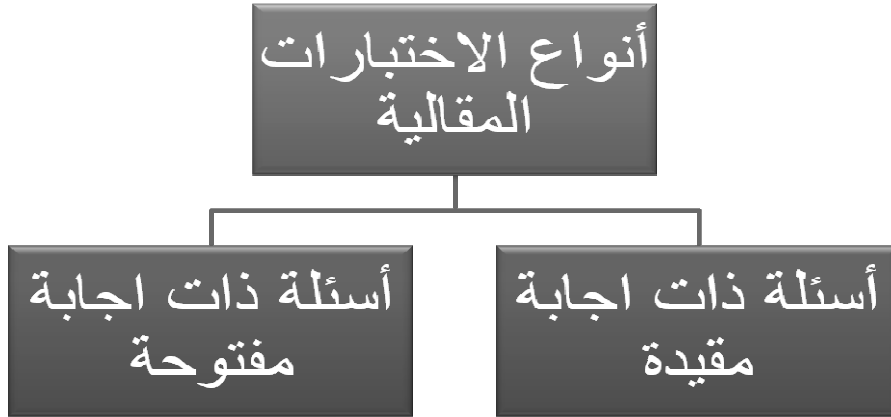 أنواع الاختبارات
المقالية
أسئلة ذات اجابة
مقيدة
أسئلة ذات اجابة
مفتوحة